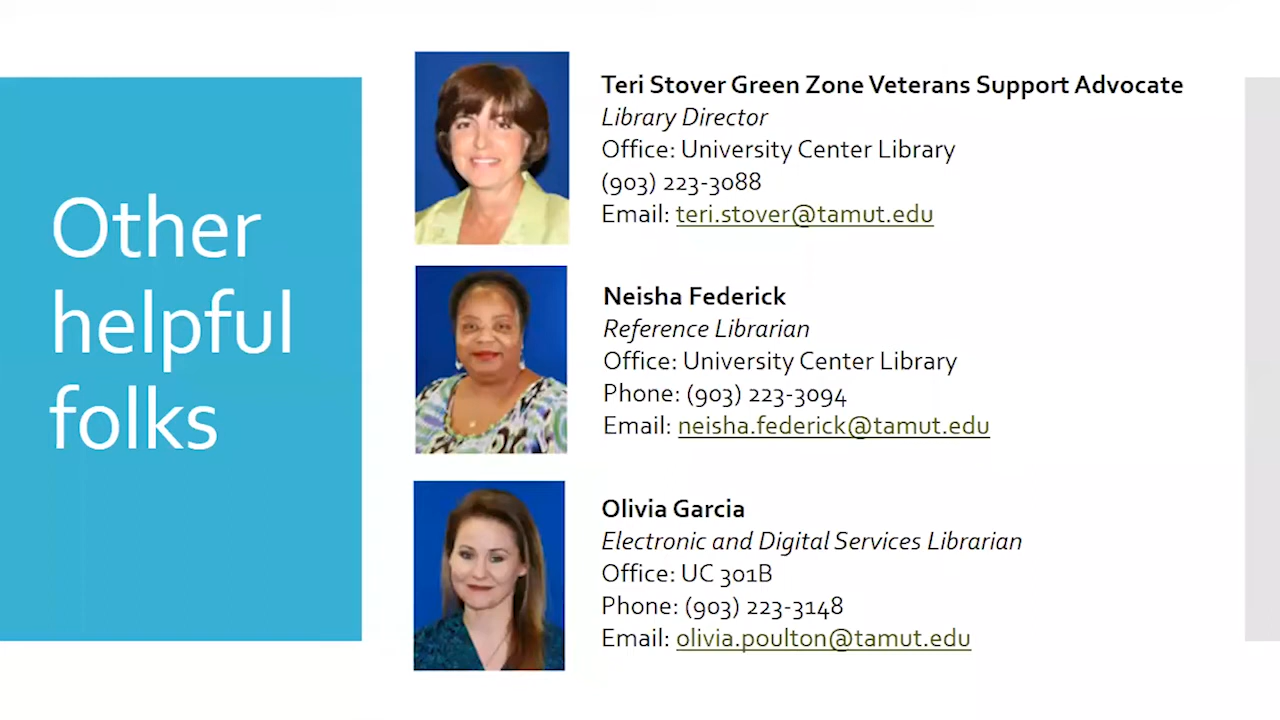 Other
helpful
folks
Teri Stover Green Zone Veterans Support Advocate
Library Director
Office: University Center Library
(903) 223-3088
Email: teri.stover@tamut.edu
Neisha Federick
Reference Librarian
Office: University Center Library
Phone: (903) 223-3094
Email: neisha.federick@tamut.edu
Olivia Garcia
Electronic and Digital Services Librarian
Office: UC 301B
Phone: (903) 223-3148
Email: olivia.poulton@tamut.edu